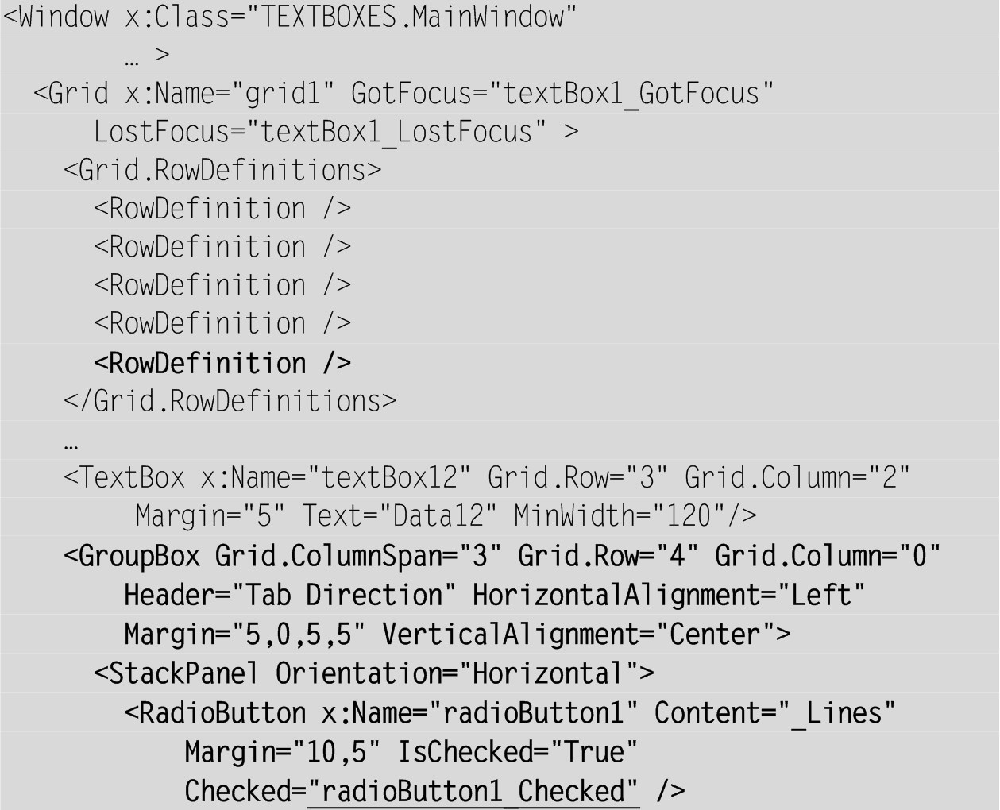 <Window x:Class="TEXTBOXES.MainWindow"
… >
<Grid x:Name="grid1" GotFocus="textBox1_GotFocus"
LostFocus="textBox1_LostFocus" >
<Grid.RowDefinitions>
<RowDefinition />
<RowDefinition />
<RowDefinition />
<RowDefinition />
<RowDefinition />
</Grid.RowDefinitions>
…
<TextBox x:Name="textBox12" Grid.Row="3" Grid.Column="2"
Margin="5" Text="Data12" MinWidth="120"/>
<GroupBox Grid.ColumnSpan="3" Grid.Row="4" Grid.Column="0"
Header="Tab Direction" HorizontalAlignment="Left"
Margin="5,0,5,5" VerticalAlignment="Center">
<StackPanel Orientation="Horizontal">
<RadioButton x:Name="radioButton1" Content="_Lines"
Margin="10,5" IsChecked="True"
Checked="radioButton1_Checked" />